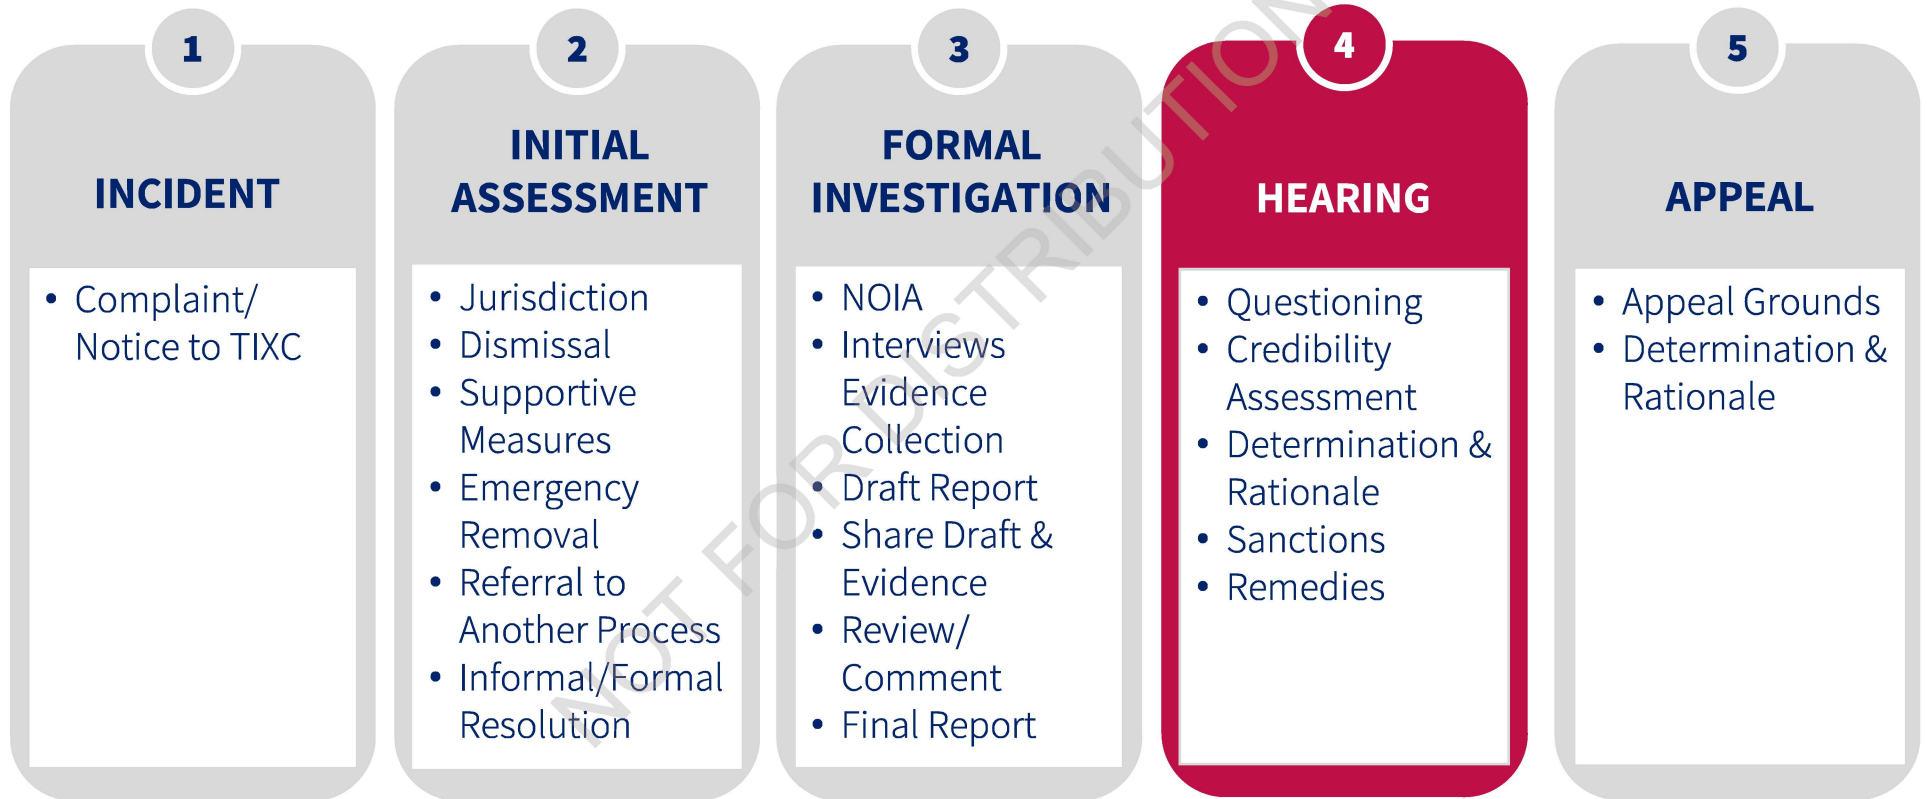 1
INCIDENT
• Complaint/
Notice to TIXC
2
INITIAL
ASSESSMENT
• Jurisdiction
• Dismissal
• Supportive
Measures
• Emergency
Removal
• Referral to
Another Process
• Informal/Formal
Resolution
3
FORMAL
INVESTIGATION
• NOIA
• Interviews
Evidence
Collection
• Draft Report
• Share Draft &
Evidence
• Review/
Comment
• Final Report
4
HEARING
• Questioning
• Credibility
Assessment
• Determination &
Rationale
• Sanctions
• Remedies
5
APPEAL
• Appeal Grounds
• Determination &
Rationale
NOT FOR DISTRIBUTION